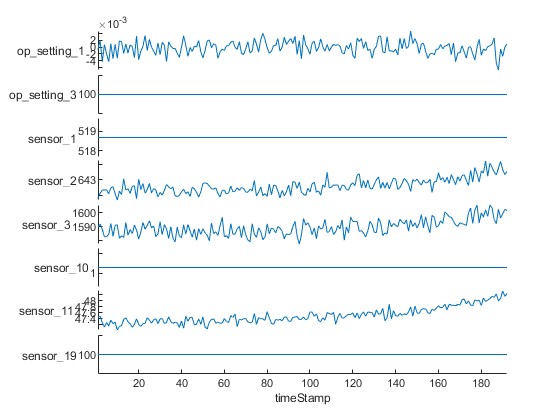 ×10⁻³
2
0
-2
-4
op_setting_1
op_setting_3 100
519
sensor_1
518
sensor_2 643
1600
sensor_3 1590
sensor_10 1
48
47.8
sensor_11 47.6
47.4
sensor_19 100
20 40 60 80 100 120 140 160 180
timeStamp